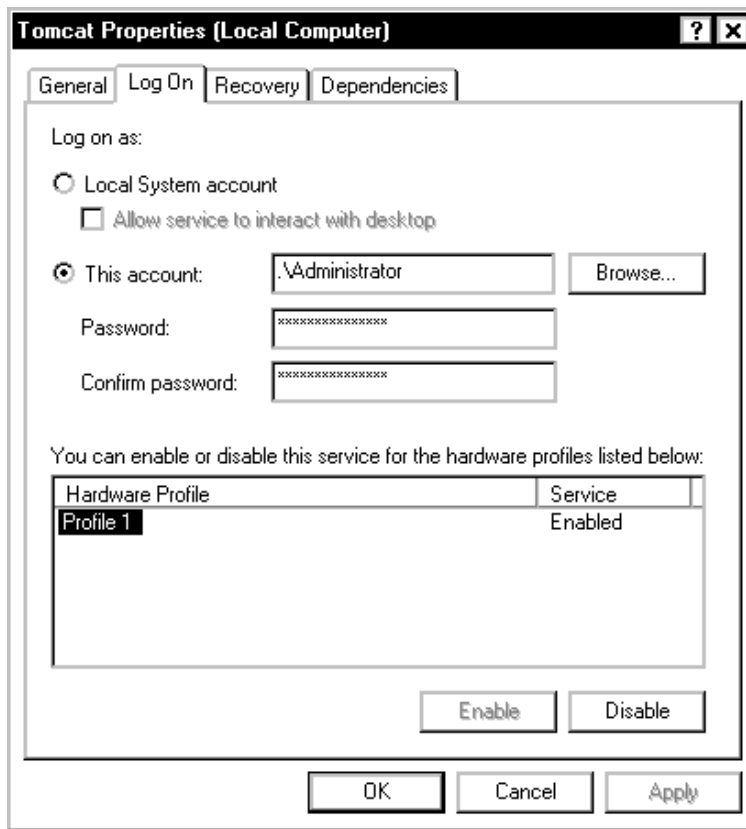 Tomcat Properties (Local Computer) ? X
General Log On Recovery Dependencies
Log on as:
Local System account
Allow service to interact with desktop
This account: .\Administrator Browse...
Password: ***************
Confirm password: ***************
You can enable or disable this service for the hardware profiles listed below:
Hardware Profile Service
Profile 1 Enabled
Enable Disable
OK Cancel Apply